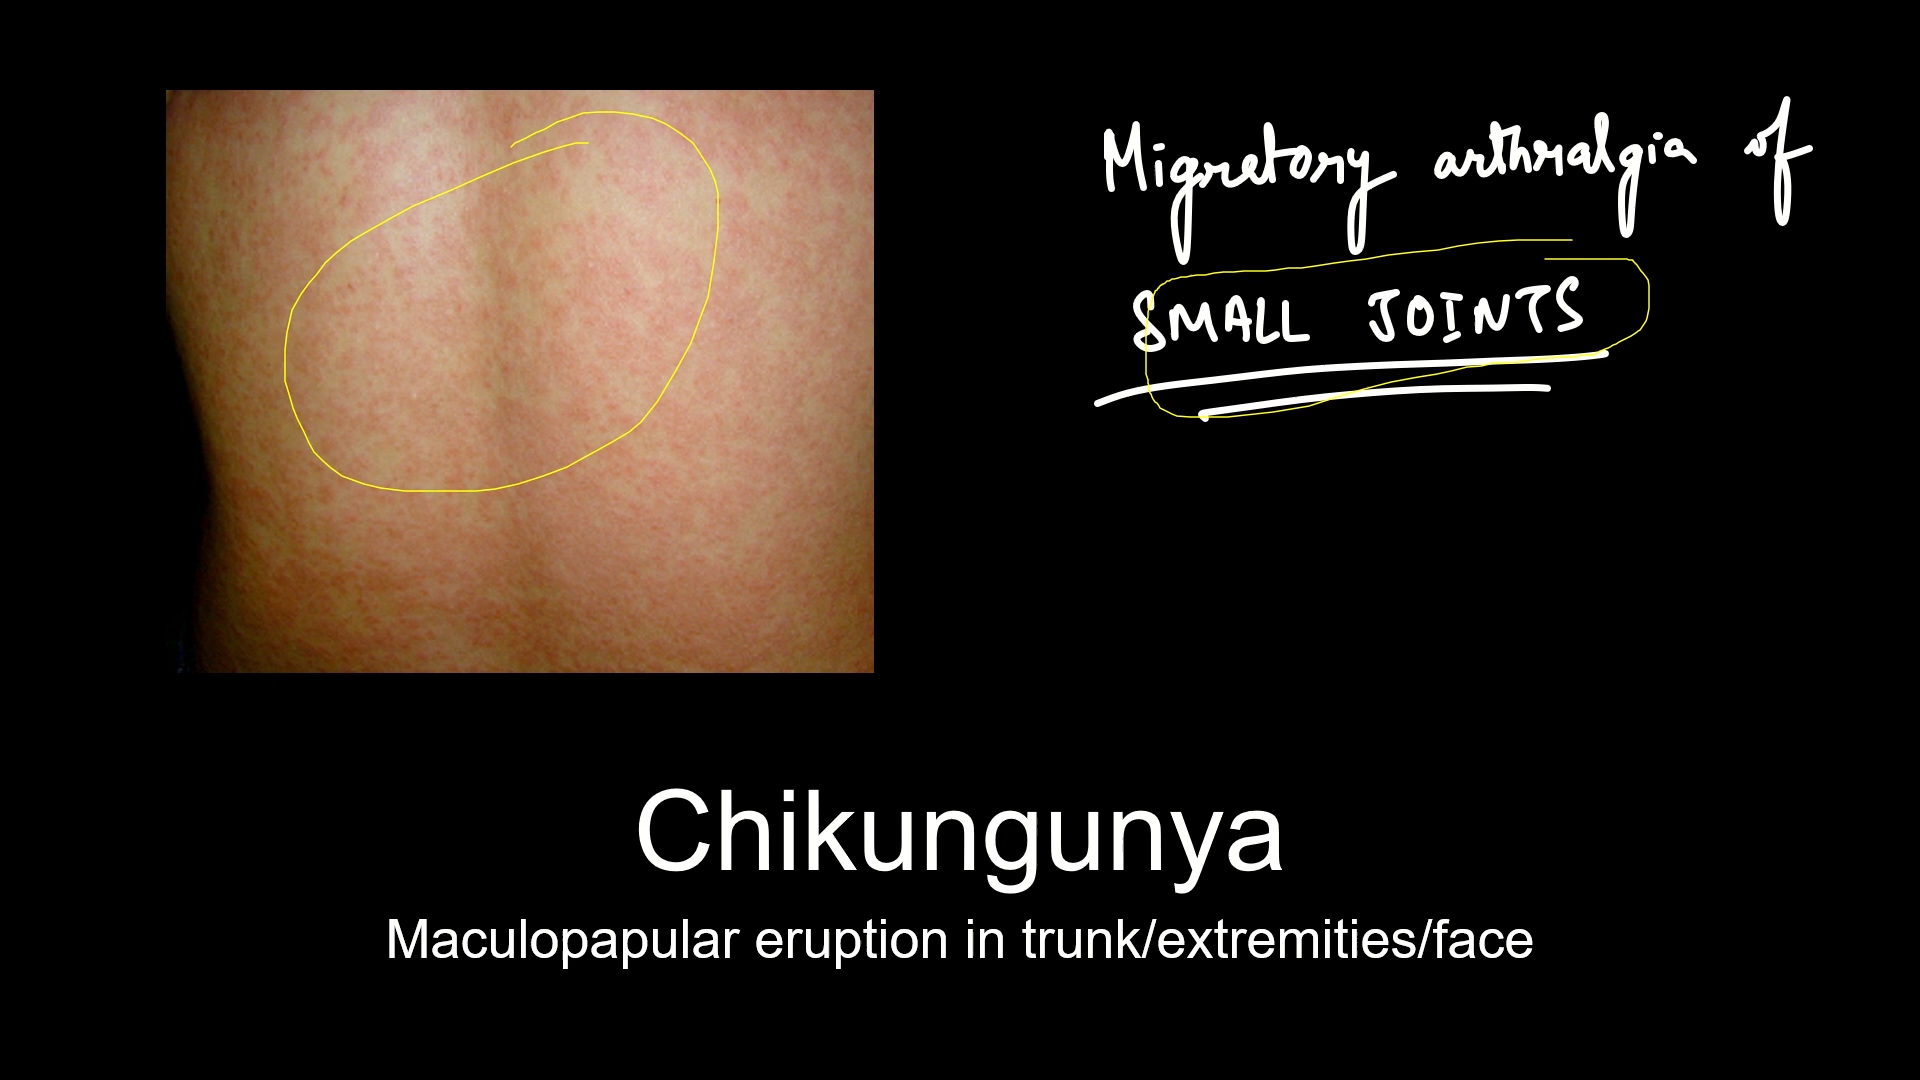 Migratory arthralgia of
SMALL JOINTS
Chikungunya
Maculopapular eruption in trunk/extremities/face